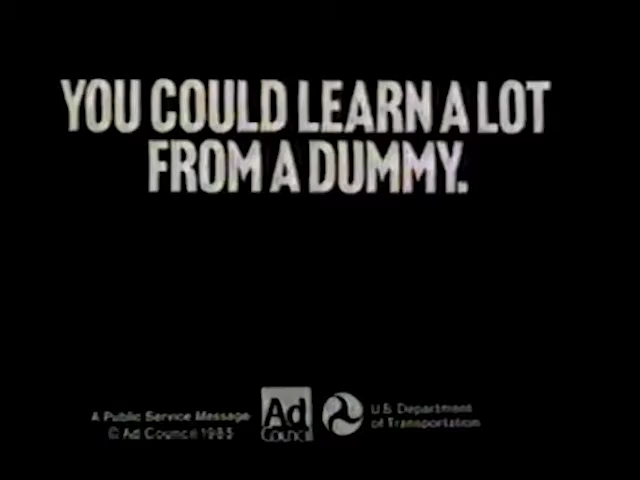 YOU COULD LEARN A LOT
FROM A DUMMY.
A Public Service Message
© Ad Council 1985
Ad
Council
U.S. Department
of Transportation